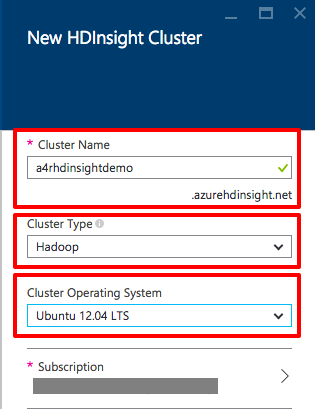 New HDInsight Cluster
* Cluster Name
a4rhdinsightdemo
.azurehdinsight.net
Cluster Type
Hadoop
Cluster Operating System
Ubuntu 12.04 LTS
* Subscription